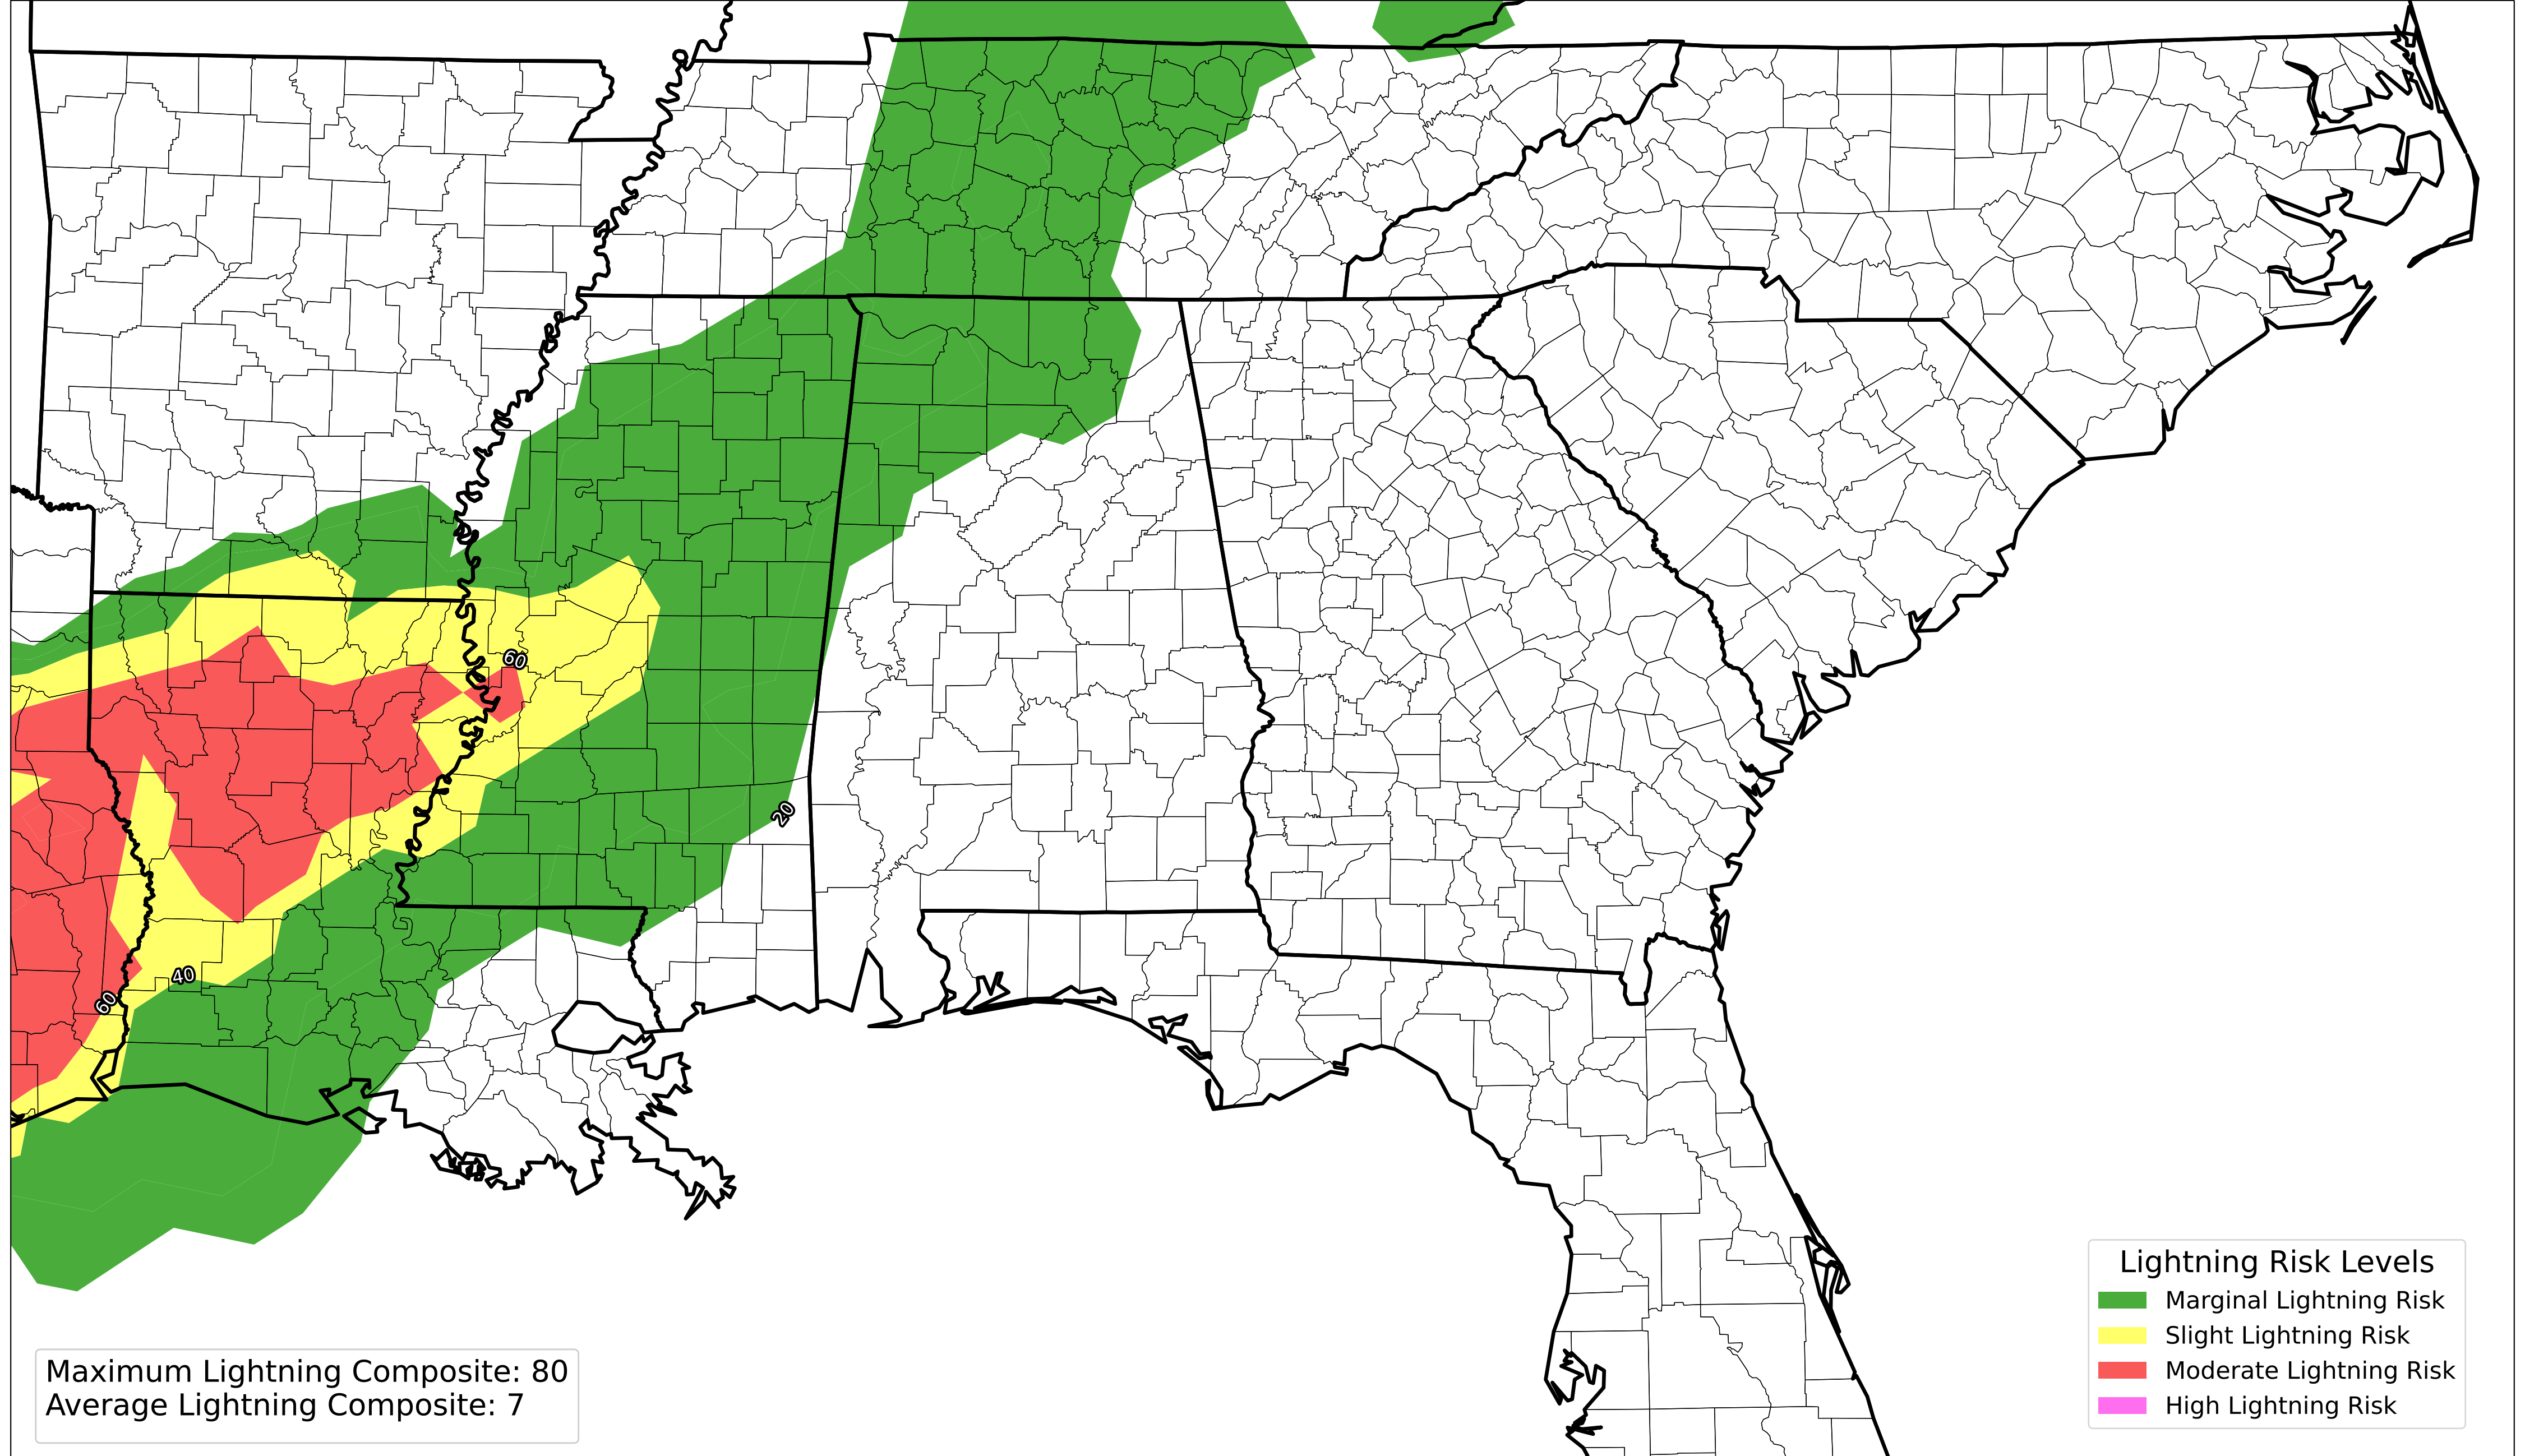 60
20
40
60
Lightning Risk Levels
Marginal Lightning Risk
Slight Lightning Risk
Moderate Lightning Risk
High Lightning Risk
Maximum Lightning Composite: 80
Average Lightning Composite: 7